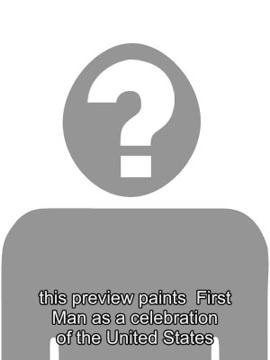 ?
this preview paints First
Man as a celebration
of the United States